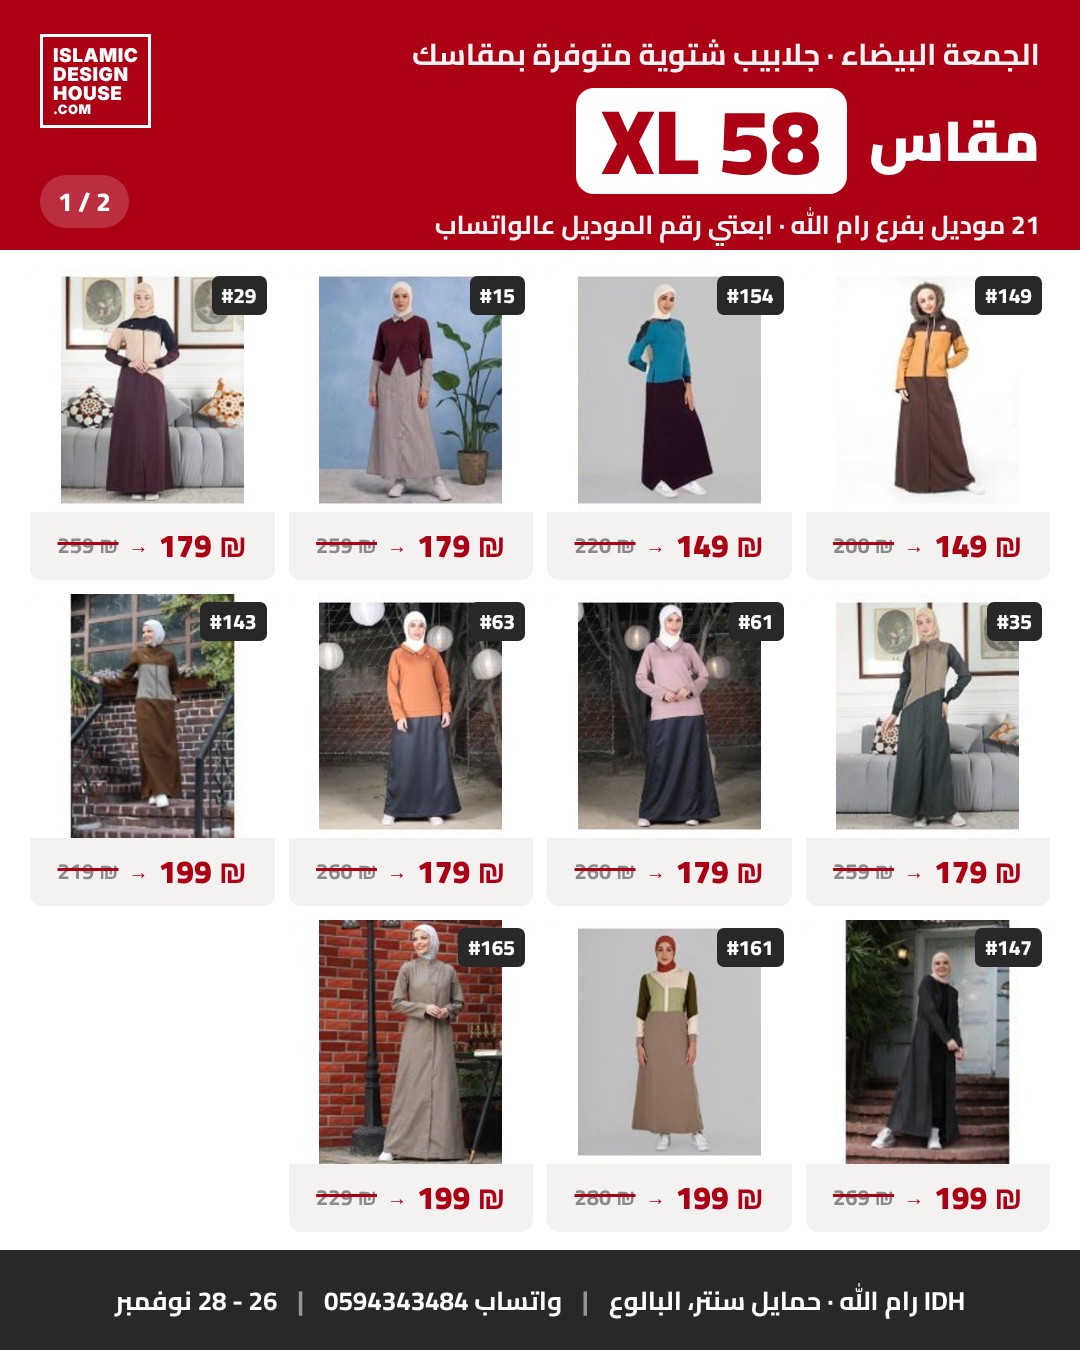 ISLAMIC
DESIGN
HOUSE
.COM
الجمعة البيضاء · جلابيب شتوية متوفرة بمقاسك
مقاس XL 58
1 / 2
21 موديل بفرع رام الله · ابعتي رقم الموديل عالواتساب
#149
149 ₪ → 200 ₪
#154
149 ₪ → 220 ₪
#15
179 ₪ → 259 ₪
#29
179 ₪ → 259 ₪
#35
179 ₪ → 259 ₪
#61
179 ₪ → 260 ₪
#63
179 ₪ → 260 ₪
#143
199 ₪ → 219 ₪
#147
199 ₪ → 269 ₪
#161
199 ₪ → 280 ₪
#165
199 ₪ → 229 ₪
IDH رام الله · حمايل سنتر، البالوع | واتساب 0594343484 | 26 - 28 نوفمبر